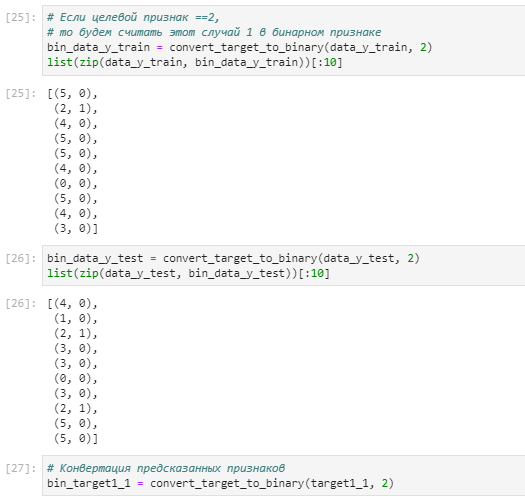 [25]: # Если целевой признак ==2,
# то будем считать этот случай 1 в бинарном признаке
bin_data_y_train = convert_target_to_binary(data_y_train, 2)
list(zip(data_y_train, bin_data_y_train))[:10]
[25]: [(5, 0),
(2, 1),
(4, 0),
(5, 0),
(5, 0),
(4, 0),
(0, 0),
(5, 0),
(4, 0),
(3, 0)]
[26]: bin_data_y_test = convert_target_to_binary(data_y_test, 2)
list(zip(data_y_test, bin_data_y_test))[:10]
[26]: [(4, 0),
(1, 0),
(2, 1),
(3, 0),
(3, 0),
(0, 0),
(3, 0),
(2, 1),
(5, 0),
(5, 0)]
[27]: # Конвертация предсказанных признаков
bin_target1_1 = convert_target_to_binary(target1_1, 2)